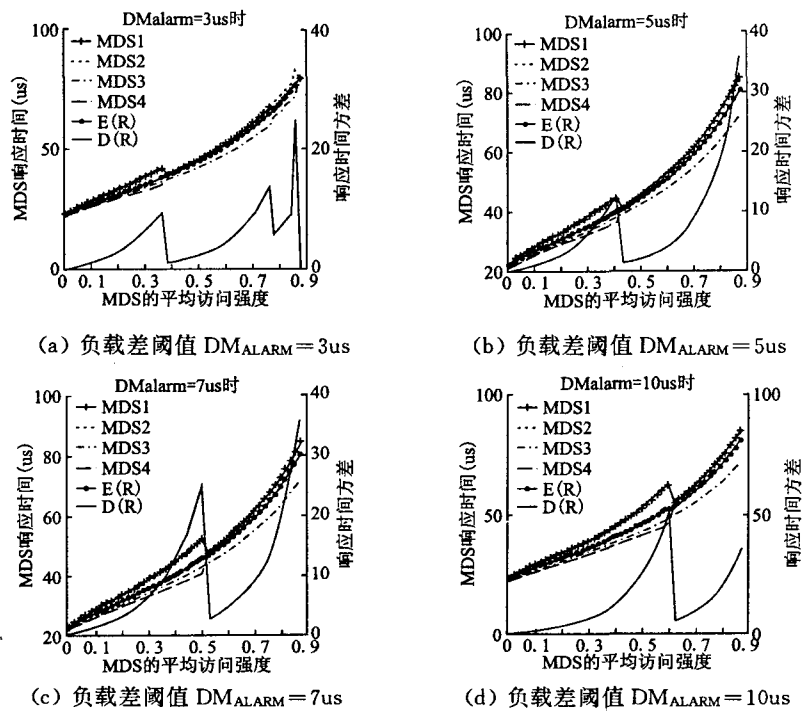 DMalarm=3us时
100
50
0
MDS响应时间(us)
MDS1
MDS2
MDS3
MDS4
E(R)
D(R)
40
20
0
响应时间方差
0 0.1 0.3 0.5 0.7 0.9
MDS的平均访问强度
(a) 负载差阈值 DMALARM=3us
DMalarm=5us时
100
80
60
40
20
MDS响应时间(us)
MDS1
MDS2
MDS3
MDS4
E(R)
D(R)
40
30
20
10
0
响应时间方差
0 0.1 0.3 0.5 0.7 0.9
MDS的平均访问强度
(b) 负载差阈值 DMALARM=5us
DMalarm=7us时
100
80
60
40
20
MDS响应时间(us)
MDS1
MDS2
MDS3
MDS4
E(R)
D(R)
40
30
20
10
0
响应时间方差
0 0.1 0.3 0.5 0.7 0.9
MDS的平均访问强度
(c) 负载差阈值 DMALARM=7us
DMalarm=10us时
100
50
0
MDS响应时间(us)
MDS1
MDS2
MDS3
MDS4
E(R)
D(R)
100
50
0
响应时间方差
0 0.1 0.3 0.5 0.7 0.9
MDS的平均访问强度
(d) 负载差阈值 DMALARM=10us